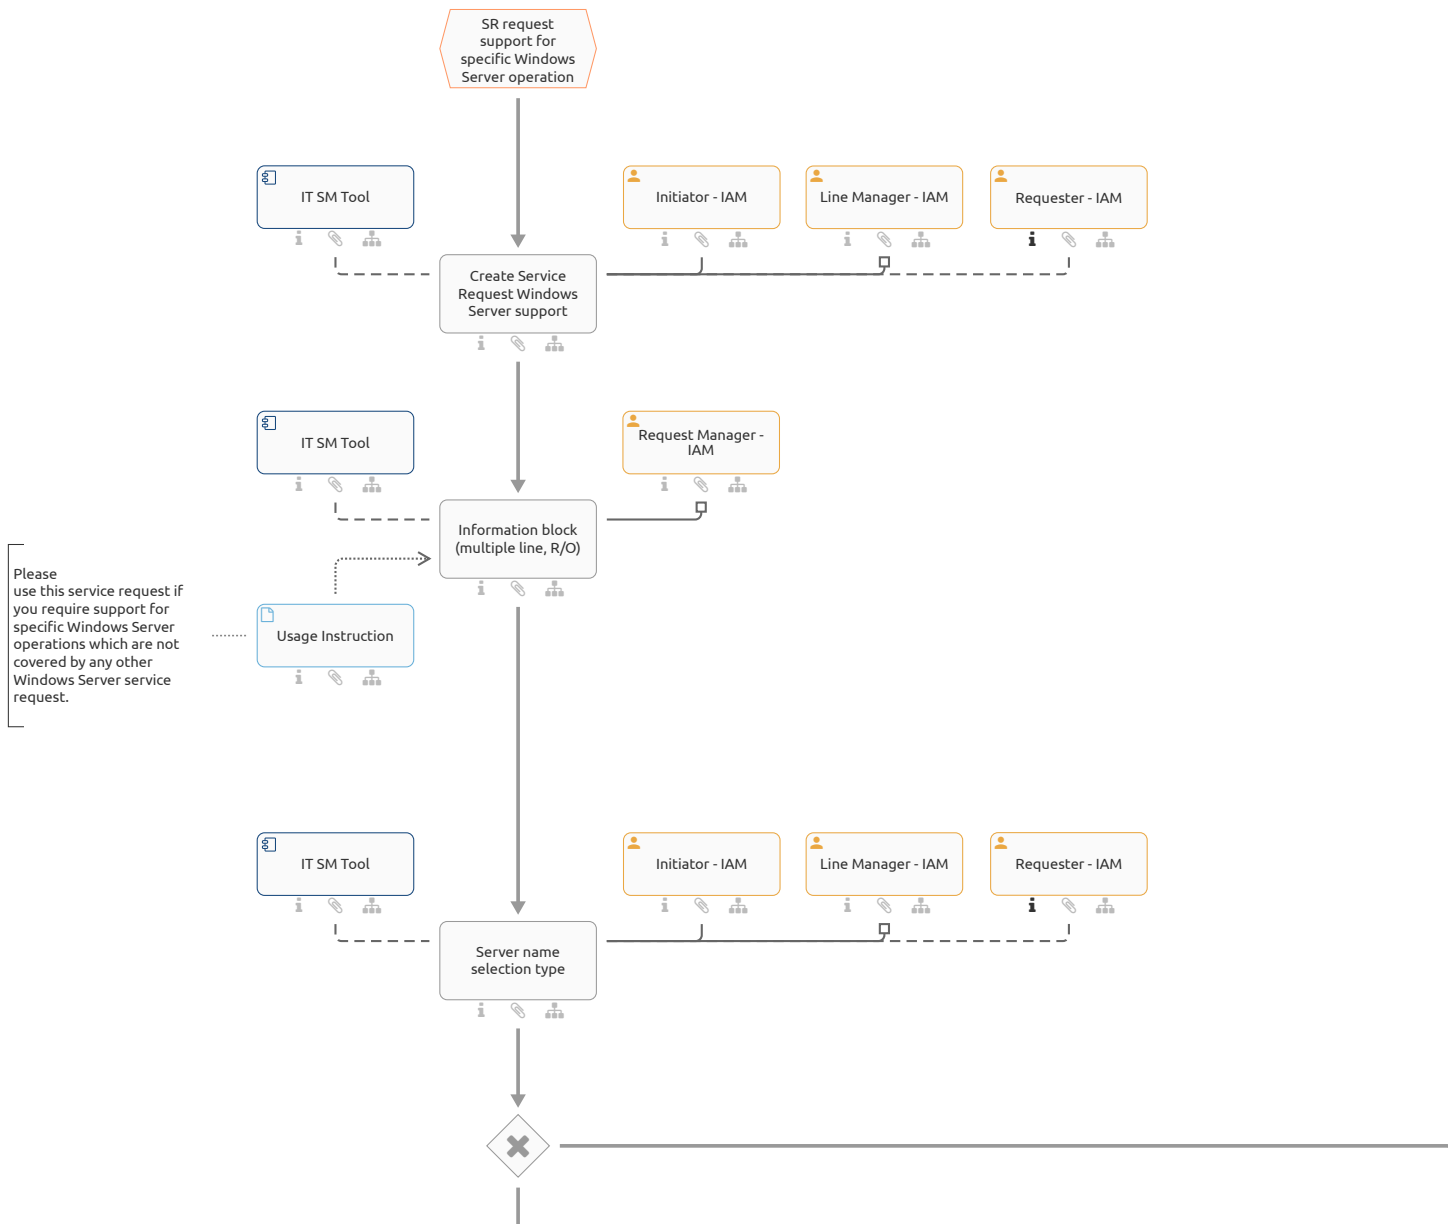 SR request
support for
specific Windows
Server operation
IT SM Tool
Initiator - IAM
Line Manager - IAM
Requester - IAM
Create Service
Request Windows
Server support
IT SM Tool
Request Manager -
IAM
Information block
(multiple line, R/O)
Please
use this service request if
you require support for
specific Windows Server
operations which are not
covered by any other
Windows Server service
request.
Usage Instruction
IT SM Tool
Initiator - IAM
Line Manager - IAM
Requester - IAM
Server name
selection type